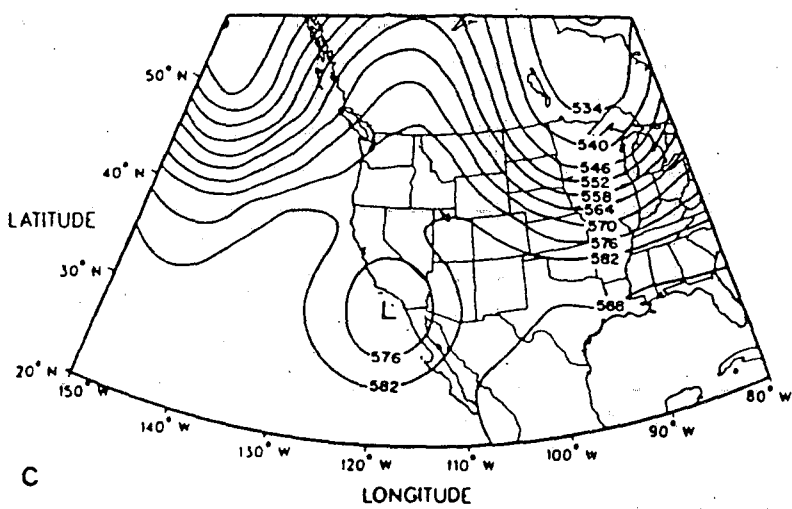 50° N
534
540
40° N
546
552
558
LATITUDE
564
570
576
582
30° N
588
L
576
20° N
582
150° W
80° W
140° W
90° W
130° W
100° W
120° W
110° W
C
LONGITUDE